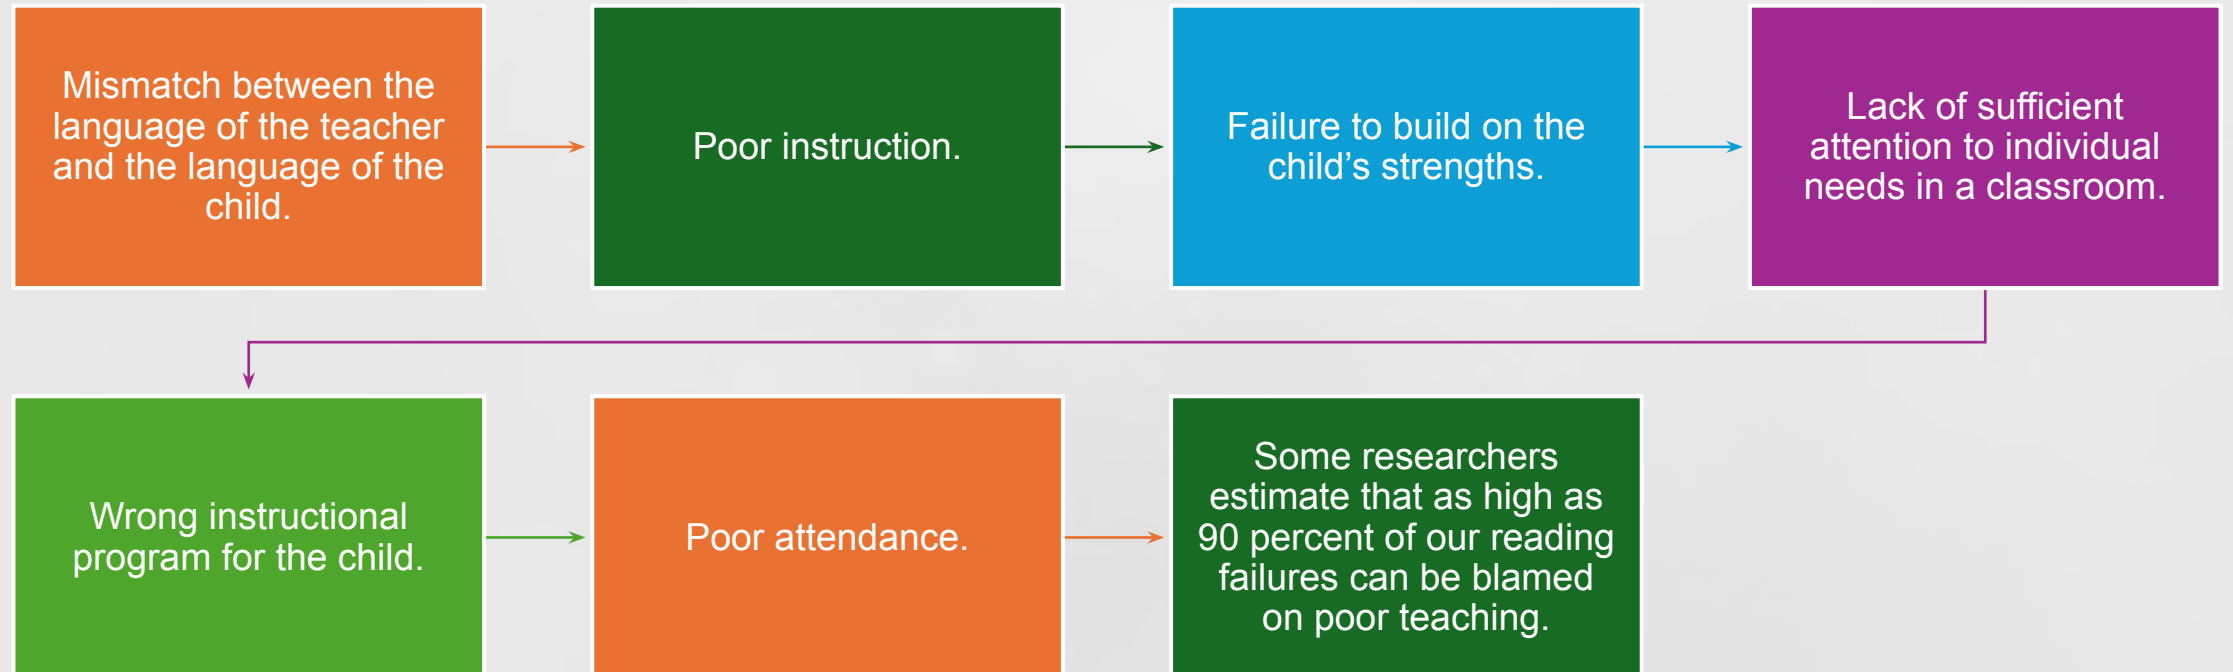 Mismatch between the
language of the teacher
and the language of the
child.
Poor instruction.
Failure to build on the
child’s strengths.
Lack of sufficient
attention to individual
needs in a classroom.
Wrong instructional
program for the child.
Poor attendance.
Some researchers
estimate that as high as
90 percent of our reading
failures can be blamed
on poor teaching.